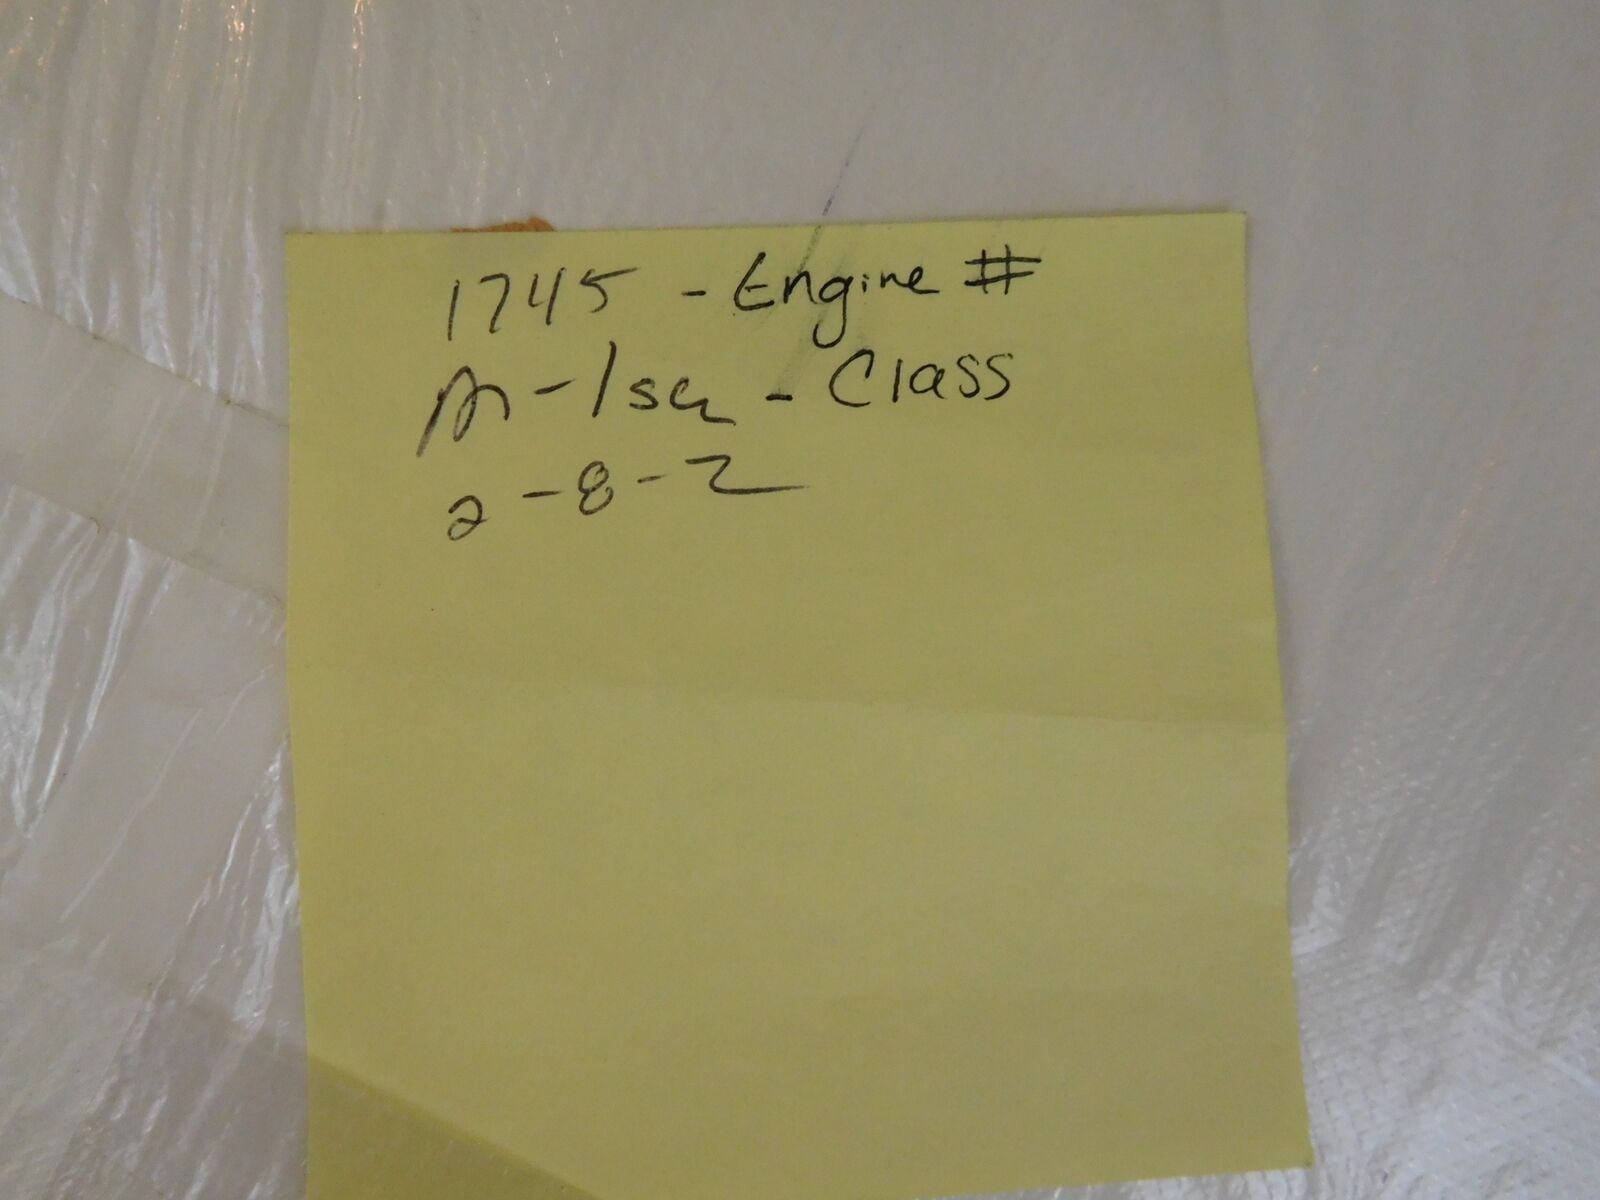 1745 - Engine #
M-1sa - Class
2-8-2